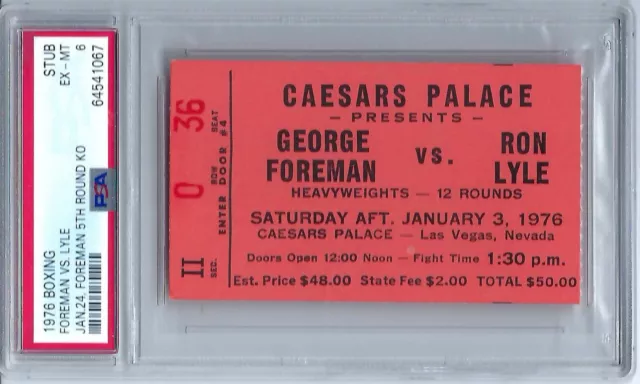 1976 BOXING
FOREMAN VS. LYLE
JAN.24, FOREMAN 5TH ROUND KO
STUB
EX - MT 6
64541067
PSA
II
SEC.
0
ROW
36
SEAT
ENTER DOOR #4
CAESARS PALACE
— PRESENTS —
GEORGE FOREMAN
vs.
RON LYLE
HEAVYWEIGHTS — 12 ROUNDS
SATURDAY AFT. JANUARY 3, 1976
CAESARS PALACE — Las Vegas, Nevada
Doors Open 12:00 Noon — Fight Time 1:30 p.m.
Est. Price $48.00 State Fee $2.00 TOTAL $50.00